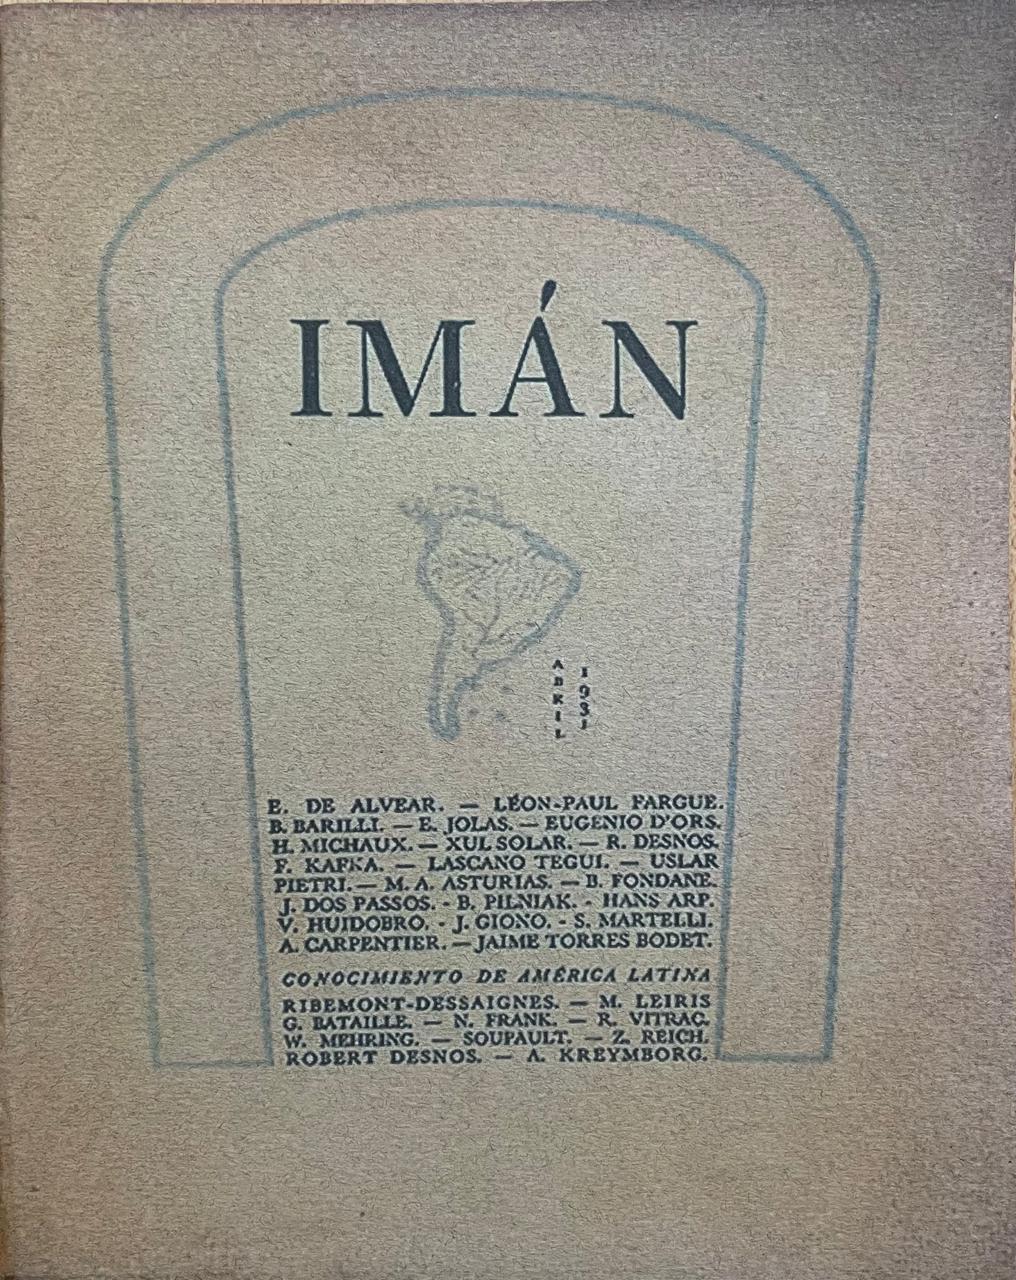 IMÁN
ABRIL
1931
E. DE ALVEAR. — LÉON-PAUL FARGUE.
B. BARILLI. — E. JOLAS. — EUGENIO D'ORS.
H. MICHAUX. — XUL SOLAR. — R. DESNOS.
F. KAFKA. — LASCANO TEGUI. — USLAR
PIETRI. — M. A. ASTURIAS. — B. FONDANE.
J. DOS PASSOS. - B. PILNIAK. - HANS ARP.
V. HUIDOBRO. - J. GIONO. - S. MARTELLI.
A. CARPENTIER. — JAIME TORRES BODET.
CONOCIMIENTO DE AMÉRICA LATINA
RIBEMONT-DESSAIGNES. — M. LEIRIS
G. BATAILLE. — N. FRANK. — R. VITRAC.
W. MEHRING. — SOUPAULT. — Z. REICH.
ROBERT DESNOS. — A. KREYMBORG.